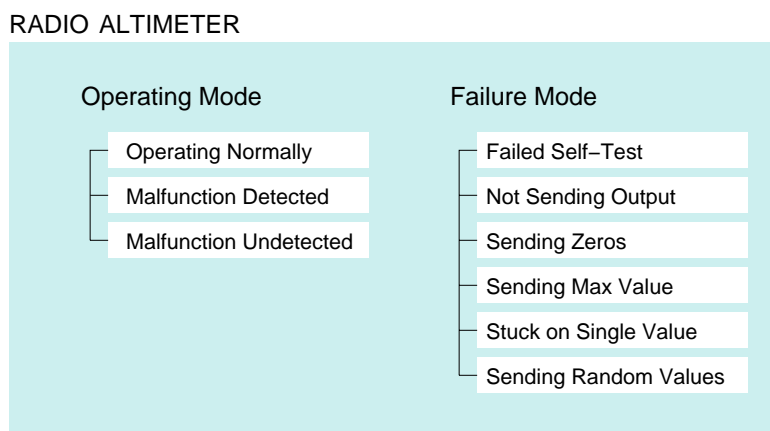 RADIO ALTIMETER
Operating Mode
Operating Normally
Malfunction Detected
Malfunction Undetected
Failure Mode
Failed Self−Test
Not Sending Output
Sending Zeros
Sending Max Value
Stuck on Single Value
Sending Random Values